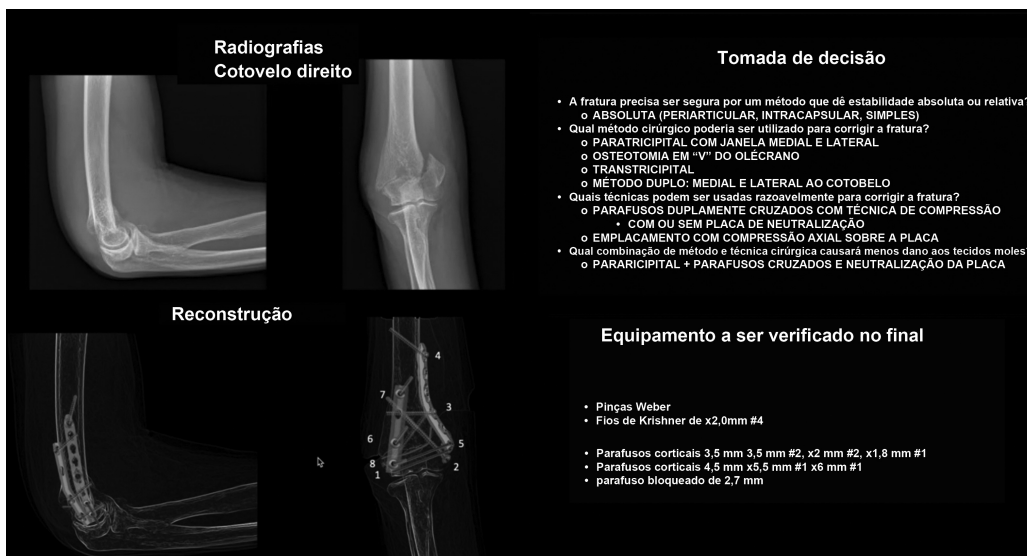 Radiografias
Cotovelo direito
Tomada de decisão
• A fratura precisa ser segura por um método que dê estabilidade absoluta ou relativa?
o ABSOLUTA (PERIARTICULAR, INTRACAPSULAR, SIMPLES)
• Qual método cirúrgico poderia ser utilizado para corrigir a fratura?
o PARATRICIPITAL COM JANELA MEDIAL E LATERAL
o OSTEOTOMIA EM “V” DO OLÉCRANO
o TRANSTRICIPITAL
o MÉTODO DUPLO: MEDIAL E LATERAL AO COTOBELO
• Quais técnicas podem ser usadas razoavelmente para corrigir a fratura?
o PARAFUSOS DUPLAMENTE CRUZADOS COM TÉCNICA DE COMPRESSÃO
• COM OU SEM PLACA DE NEUTRALIZAÇÃO
o EMPLACAMENTO COM COMPRESSÃO AXIAL SOBRE A PLACA
• Qual combinação de método e técnica cirúrgica causará menos dano aos tecidos moles?
o PARARICIPITAL + PARAFUSOS CRUZADOS E NEUTRALIZAÇÃO DA PLACA
Reconstrução
4
7
3
6
5
8
2
1
Equipamento a ser verificado no final
• Pinças Weber
• Fios de Krishner de x2,0mm #4
• Parafusos corticais 3,5 mm 3,5 mm #2, x2 mm #2, x1,8 mm #1
• Parafusos corticais 4,5 mm x5,5 mm #1 x6 mm #1
• parafuso bloqueado de 2,7 mm